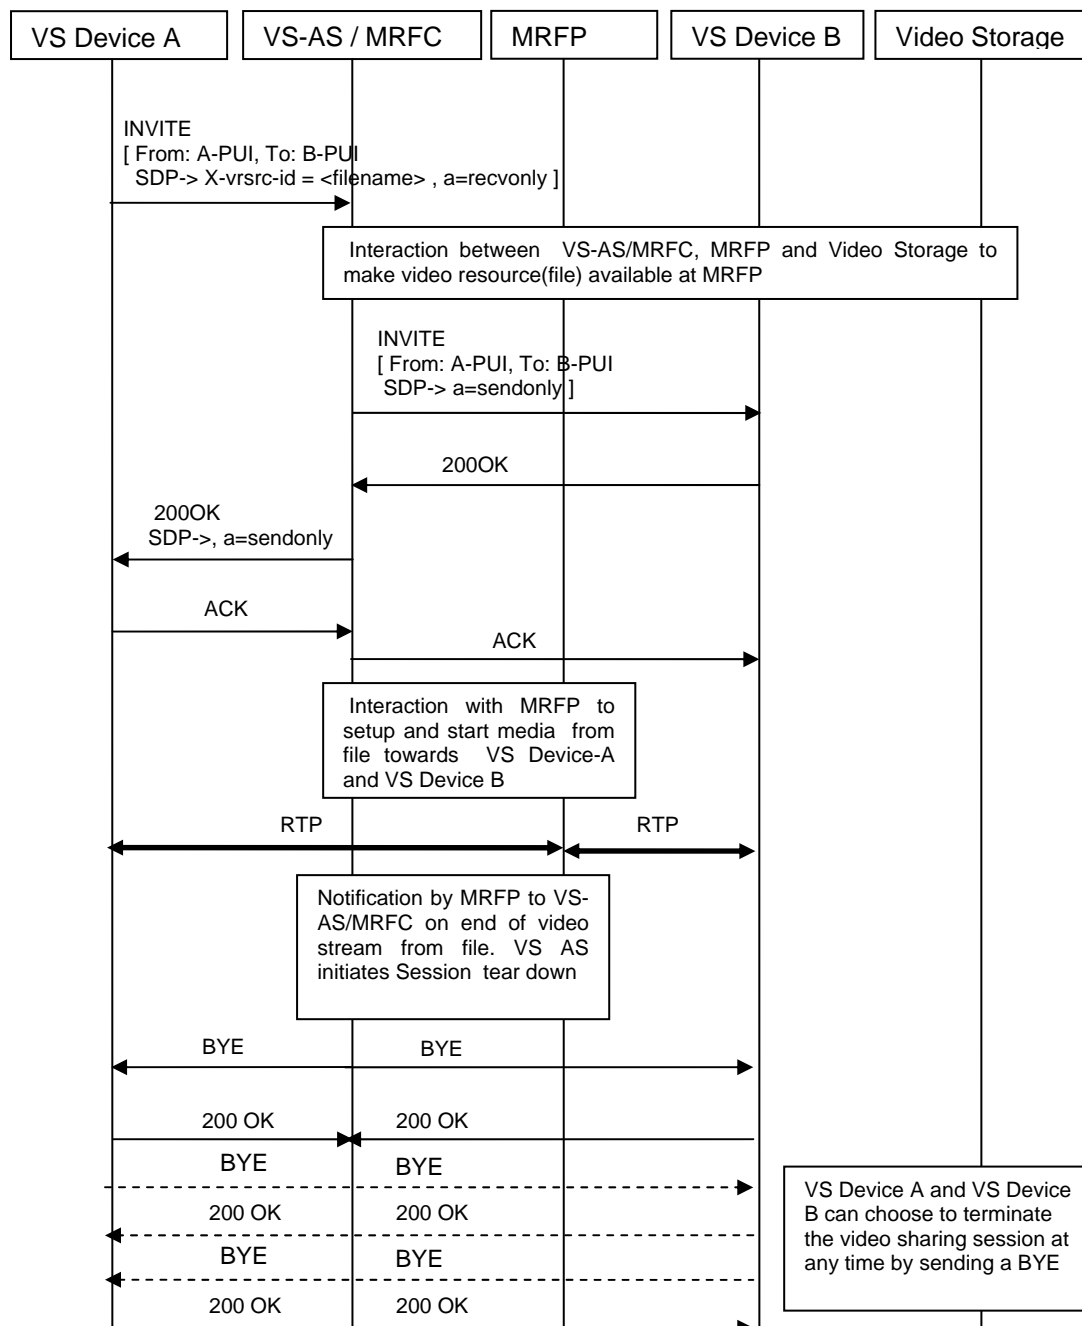 VS Device A
VS-AS / MRFC
MRFP
VS Device B
Video Storage
INVITE
[ From: A-PUI, To: B-PUI
SDP-> X-vrsrc-id = <filename> , a=recvonly ]
Interaction between VS-AS/MRFC, MRFP and Video Storage to
make video resource(file) available at MRFP
INVITE
[ From: A-PUI, To: B-PUI
SDP-> a=sendonly ]
200OK
200OK
SDP->, a=sendonly
ACK
ACK
Interaction with MRFP to
setup and start media from
file towards VS Device-A
and VS Device B
RTP
RTP
Notification by MRFP to VS-
AS/MRFC on end of video
stream from file. VS AS
initiates Session tear down
BYE
BYE
200 OK
200 OK
BYE
BYE
200 OK
200 OK
BYE
BYE
200 OK
200 OK
VS Device A and VS Device
B can choose to terminate
the video sharing session at
any time by sending a BYE